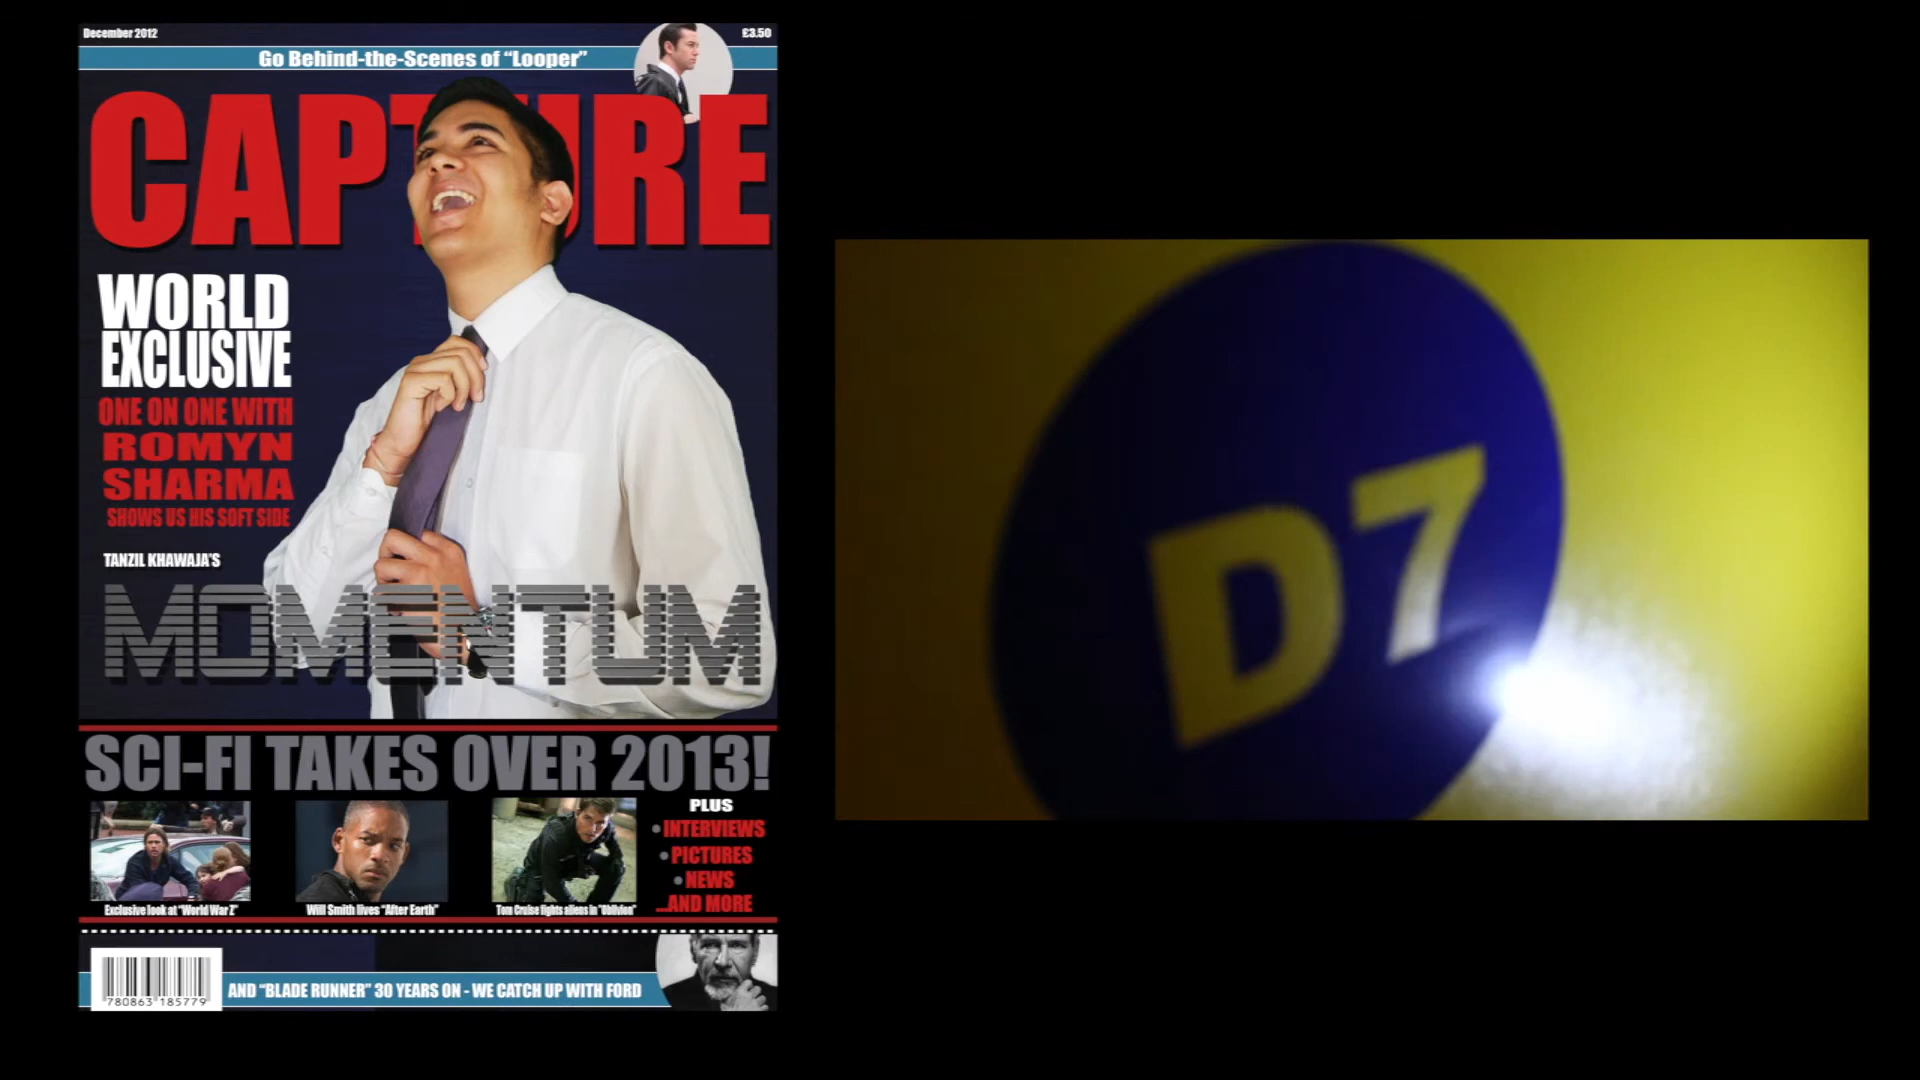 December 2012
£3.50
Go Behind-the-Scenes of “Looper”
CAPTURE
WORLD
EXCLUSIVE
ONE ON ONE WITH
ROMYN
SHARMA
SHOWS US HIS SOFT SIDE
TANZIL KHAWAJA'S
MOMENTUM
SCI-FI TAKES OVER 2013!
Exclusive look at "World War Z"
Will Smith lives "After Earth"
Tom Cruise fights aliens in "Oblivion"
PLUS
• INTERVIEWS
• PICTURES
• NEWS
...AND MORE
780863 185779
AND “BLADE RUNNER” 30 YEARS ON - WE CATCH UP WITH FORD
D7